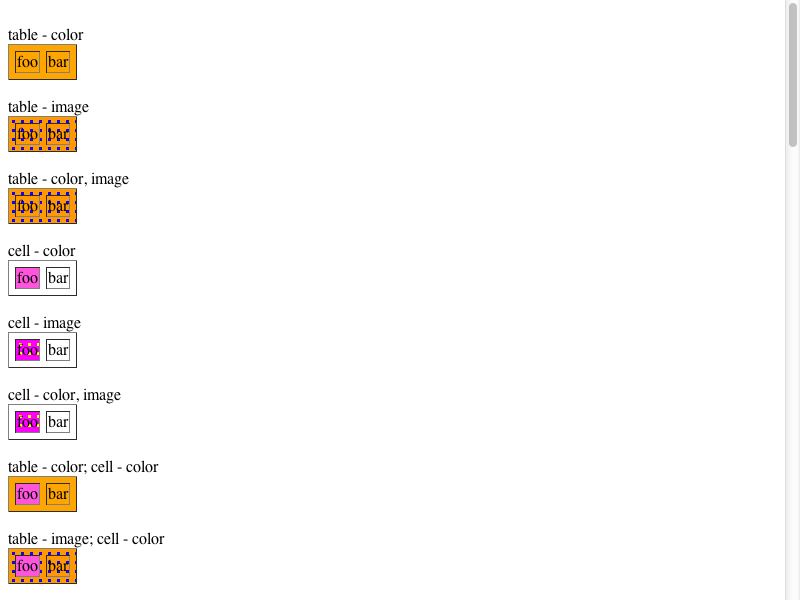 table - color
foo bar
table - image
foo bar
table - color, image
foo bar
cell - color
foo bar
cell - image
foo bar
cell - color, image
foo bar
table - color; cell - color
foo bar
table - image; cell - color
foo bar